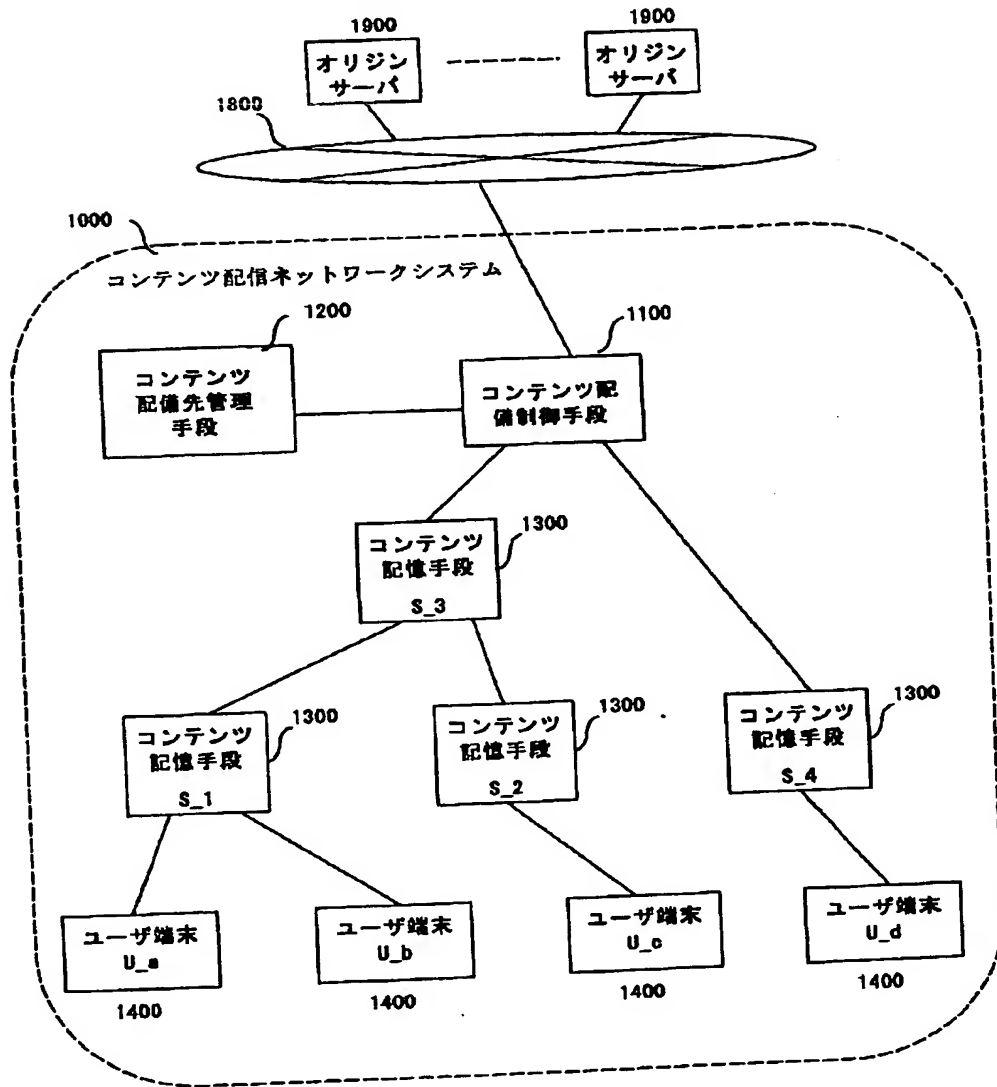 1900
1900
オリジン
サーバ
オリジン
サーバ
1800
1000
コンテンツ配信ネットワークシステム
1200
1100
コンテンツ
配備先管理
手段
コンテンツ配
備制御手段
1300
コンテンツ
記憶手段
S_3
1300
1300
1300
コンテンツ
記憶手段
S_1
コンテンツ
記憶手段
S_2
コンテンツ
記憶手段
S_4
ユーザ端末
U_a
ユーザ端末
U_b
ユーザ端末
U_c
ユーザ端末
U_d
1400
1400
1400
1400